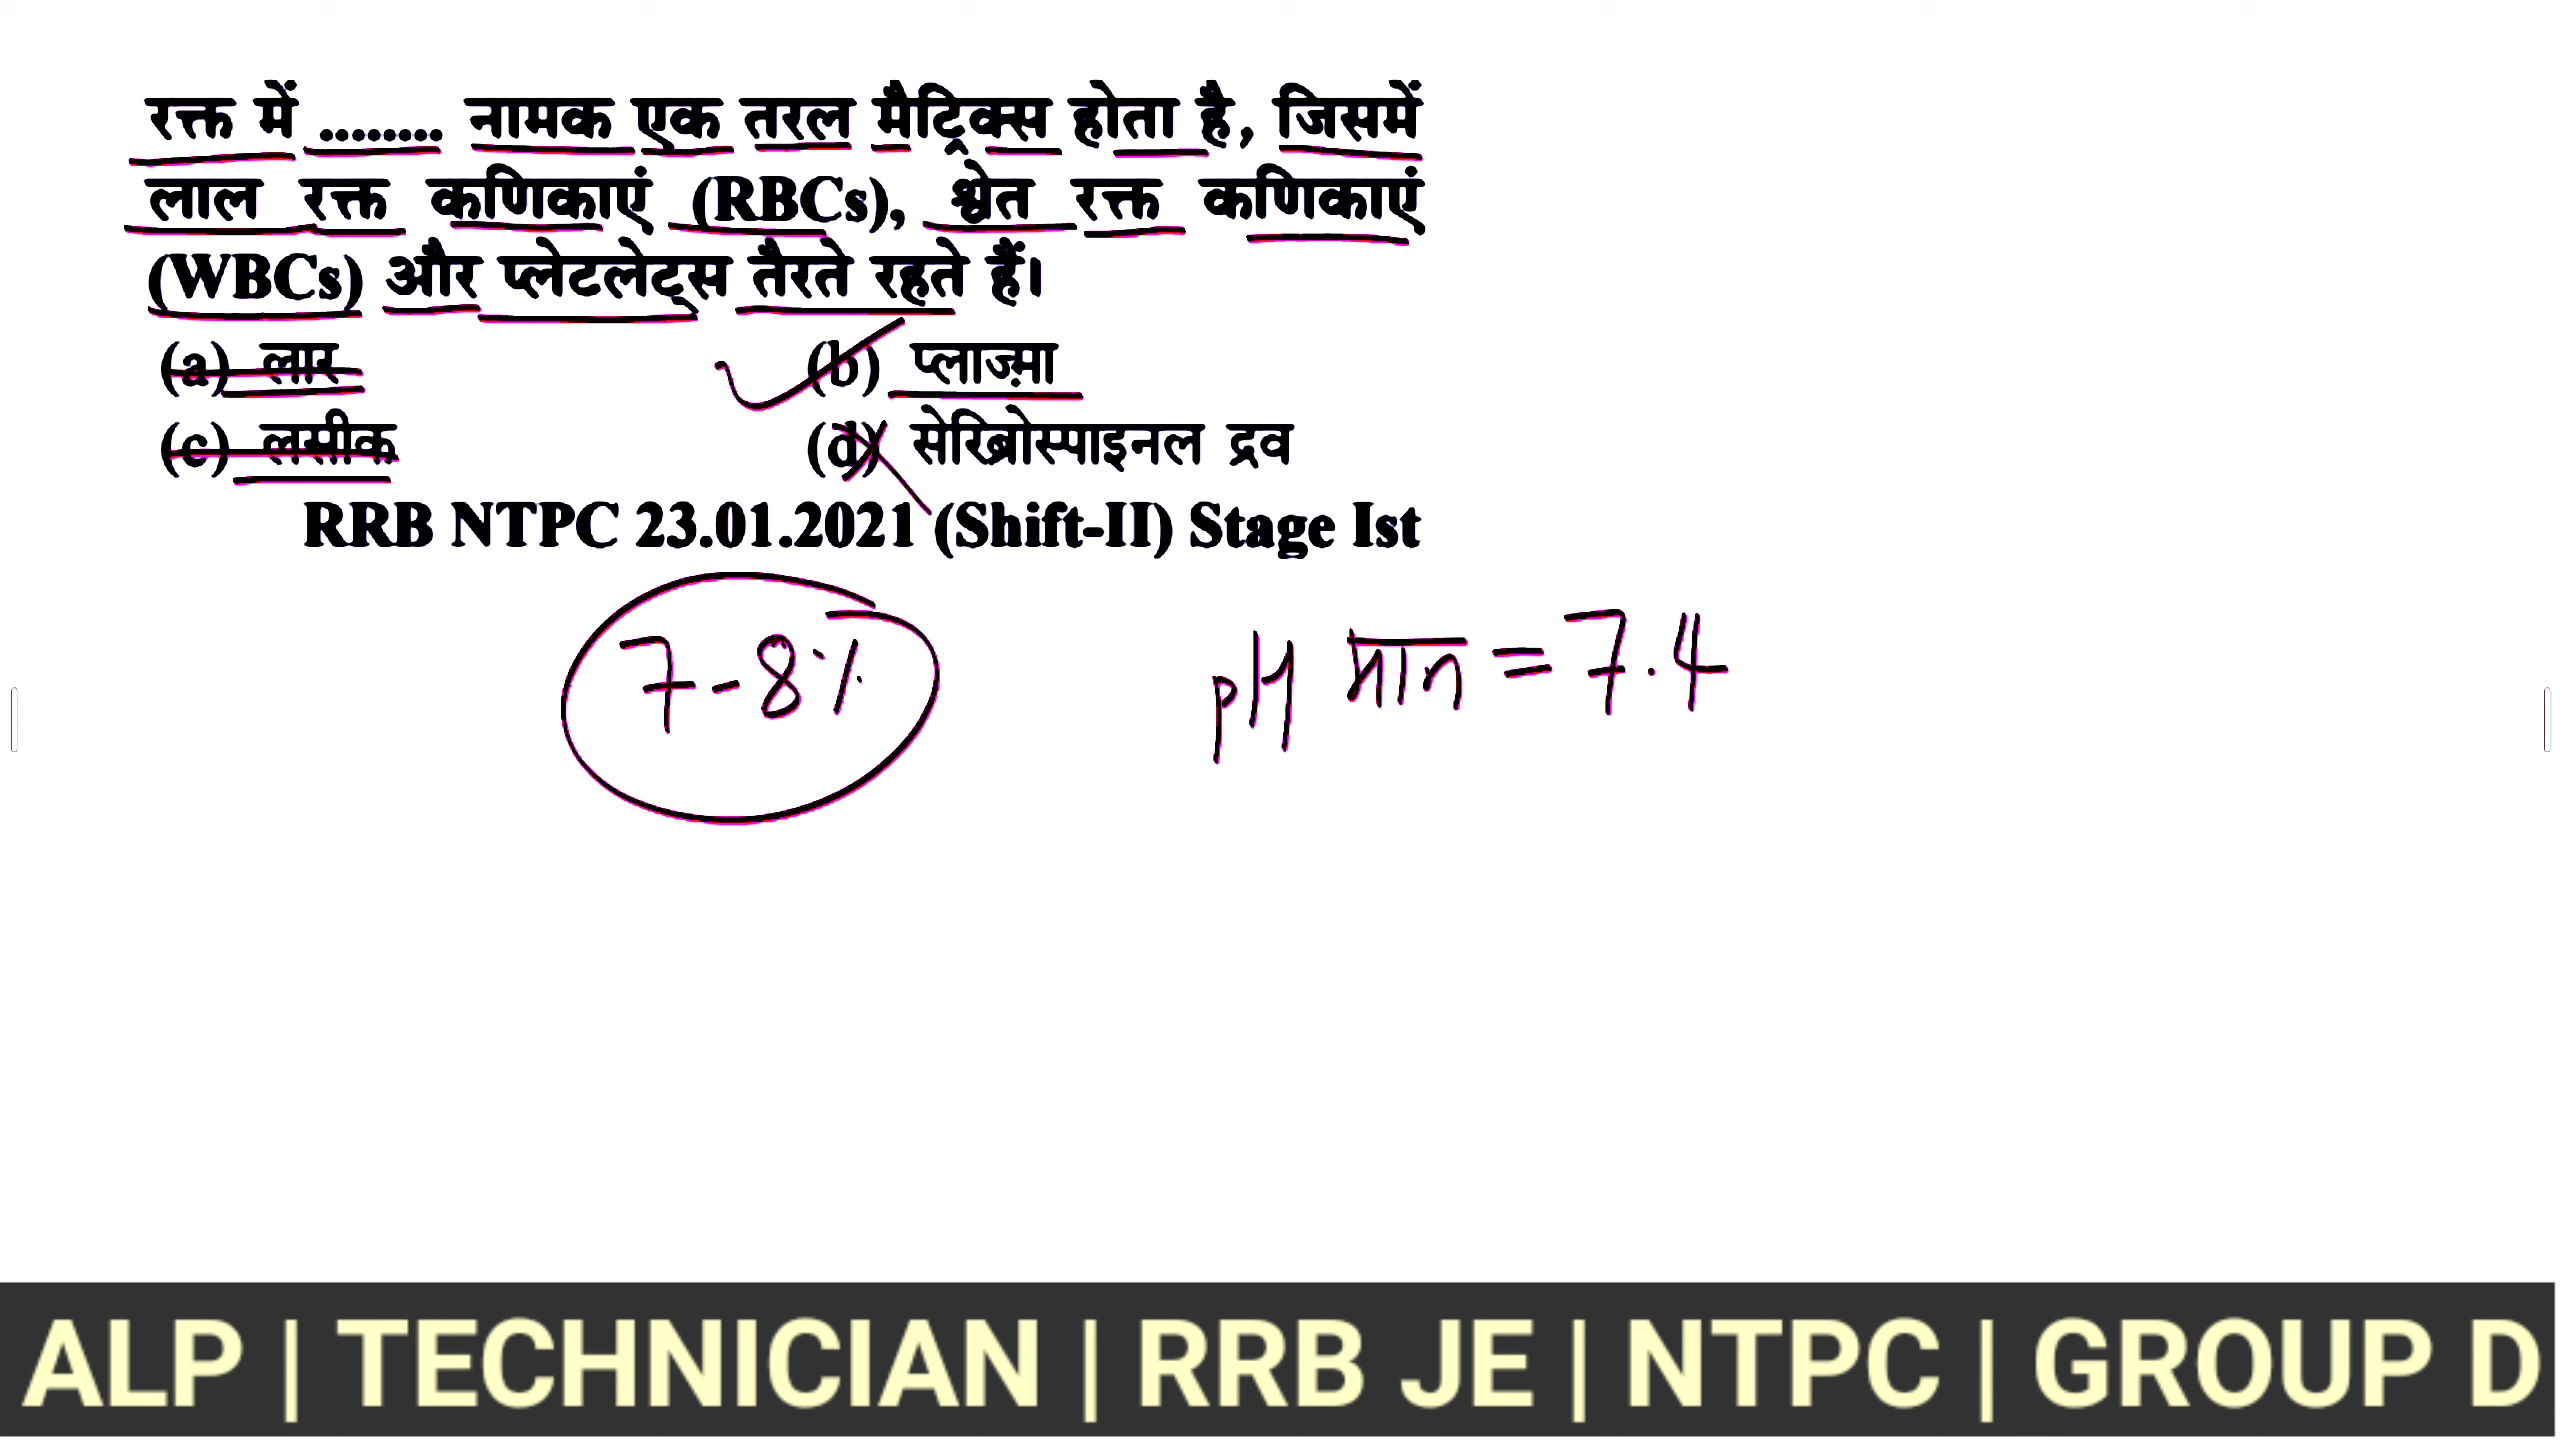 रक्त में ........ नामक एक तरल मैट्रिक्स होता है, जिसमें
लाल रक्त कणिकाएं (RBCs), श्वेत रक्त कणिकाएं
(WBCs) और प्लेटलेट्स तैरते रहते हैं।
(a) लार (b) प्लाज़्मा
(c) लसीक (d) सेरिब्रोस्पाइनल द्रव
RRB NTPC 23.01.2021 (Shift-II) Stage Ist
7-8% pH मान = 7.4
ALP | TECHNICIAN | RRB JE | NTPC | GROUP D